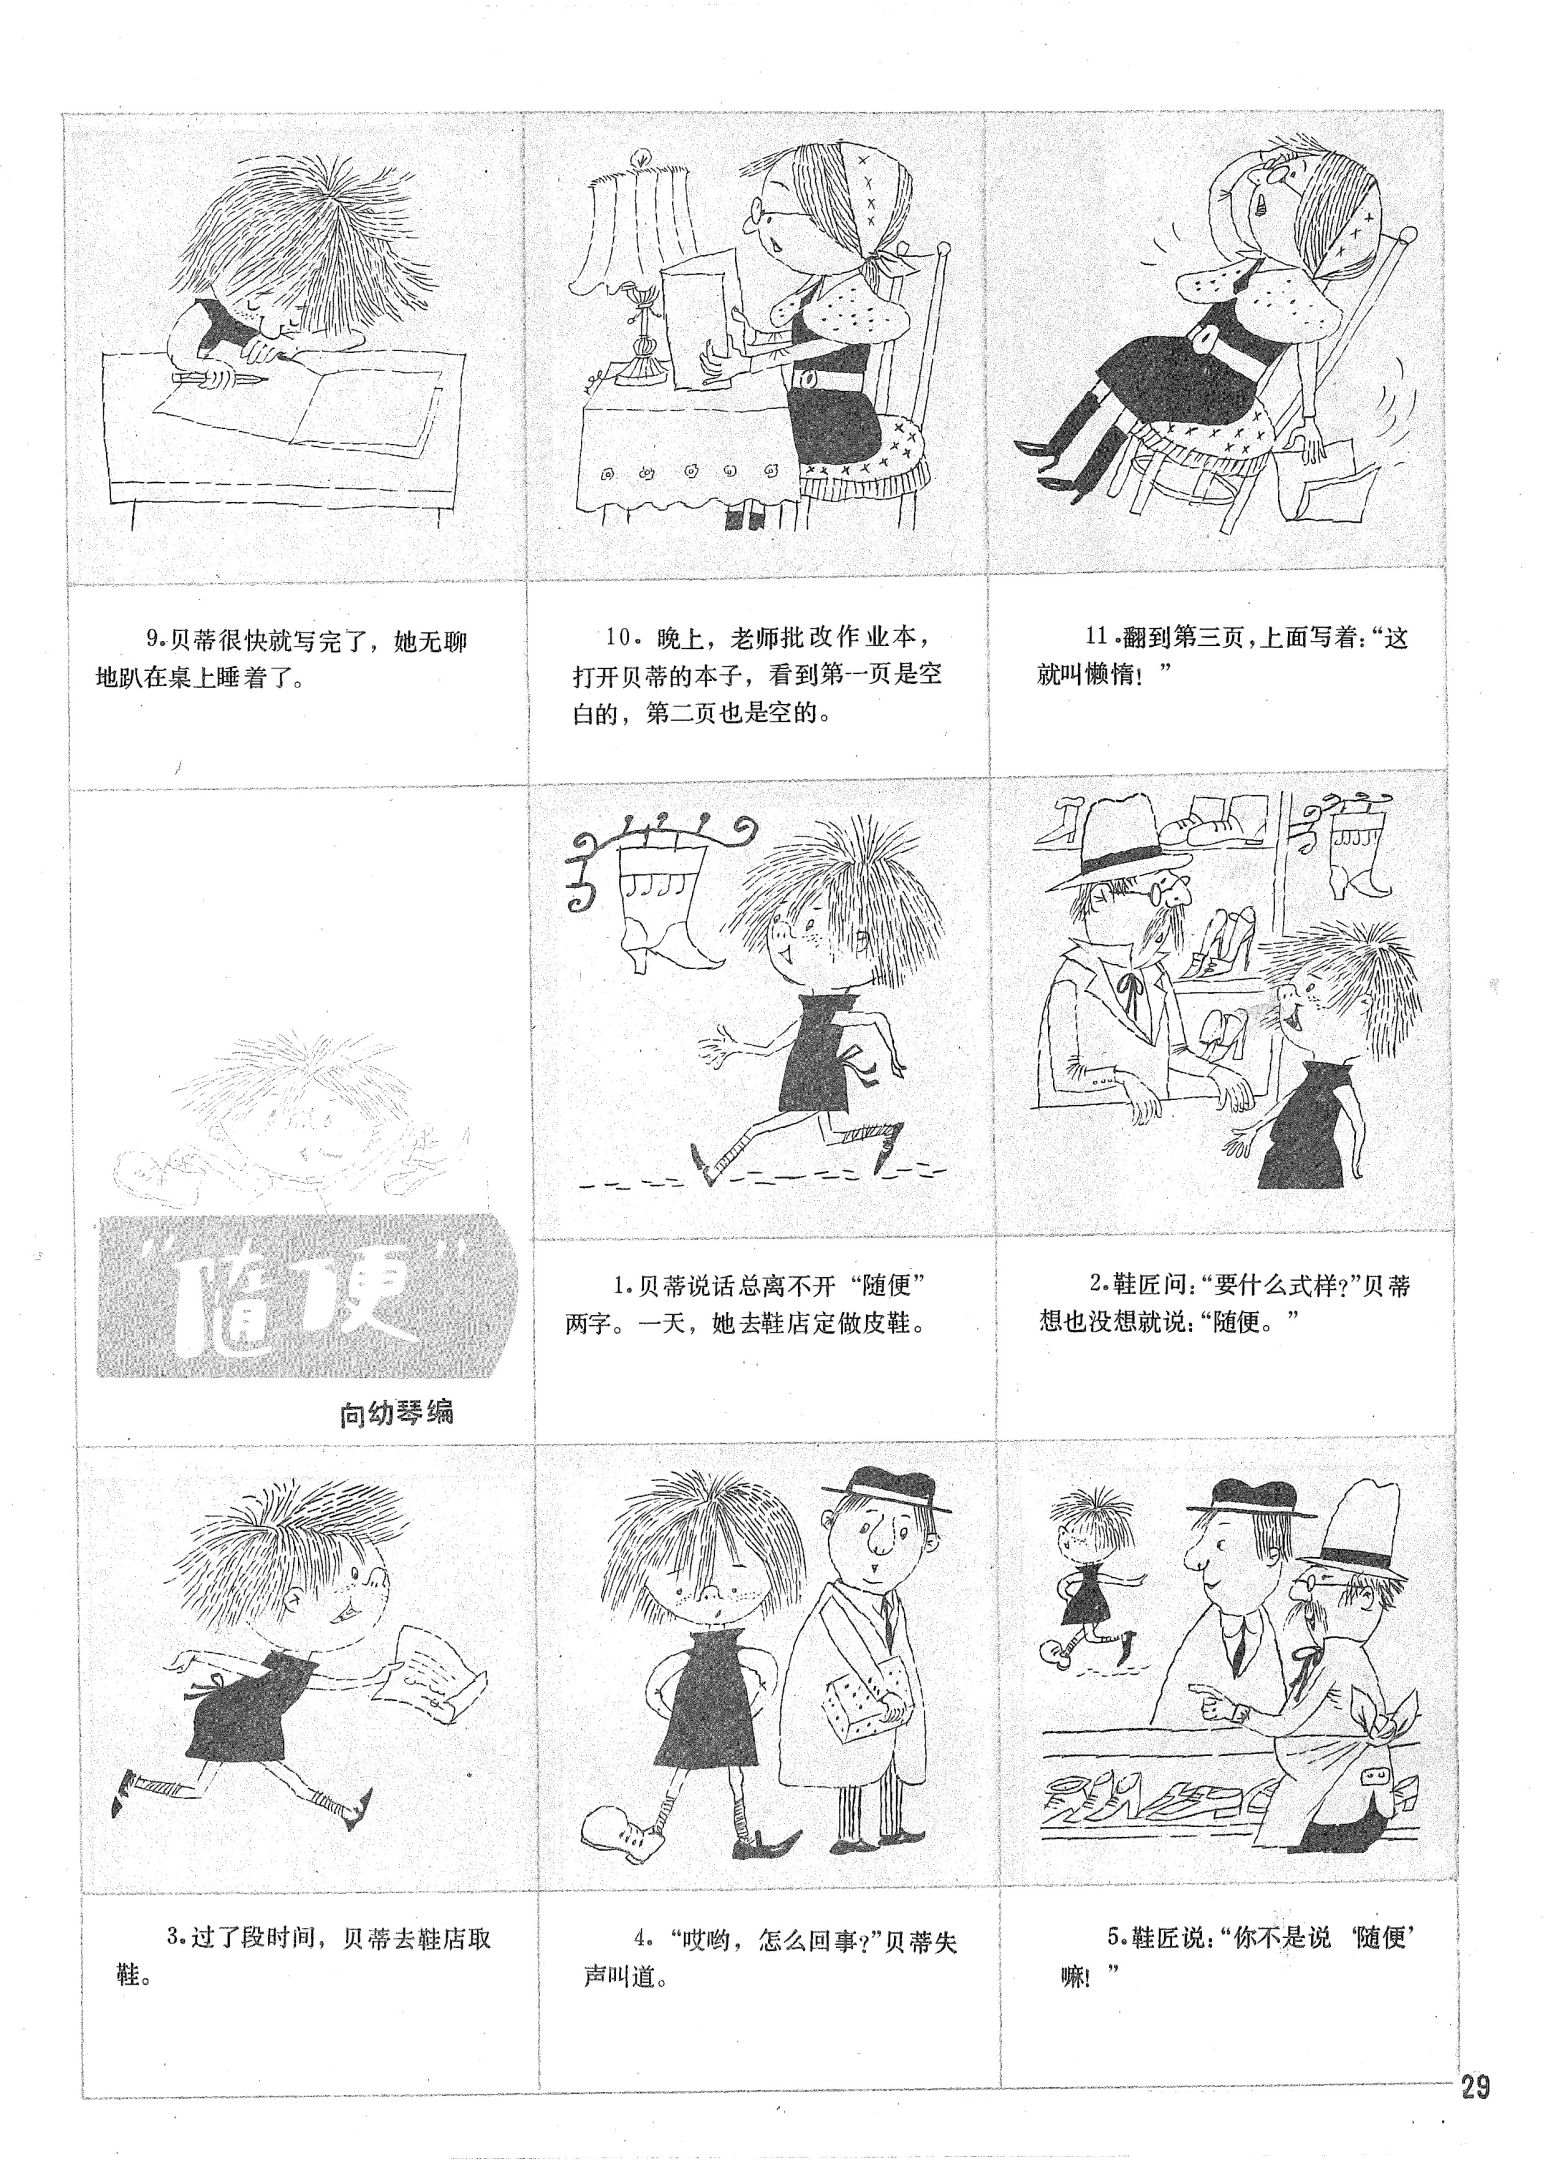 9。贝蒂很快就写完了，她无聊
地趴在桌上睡着了。
10。晚上，老师批改作业本，
打开贝蒂的本子，看到第一页是空
白的，第二页也是空的。
11。翻到第三页，上面写着：“这
就叫懒惰！”
“随便”
向幼琴编
1。贝蒂说话总离不开“随便”
两字。一天，她去鞋店定做皮鞋。
2。鞋匠问：“要什么式样？”贝蒂
想也没想就说：“随便。”
3。过了段时间，贝蒂去鞋店取
鞋。
4。“哎哟，怎么回事？”贝蒂失
声叫道。
5。鞋匠说：“你不是说‘随便’
嘛！”
29